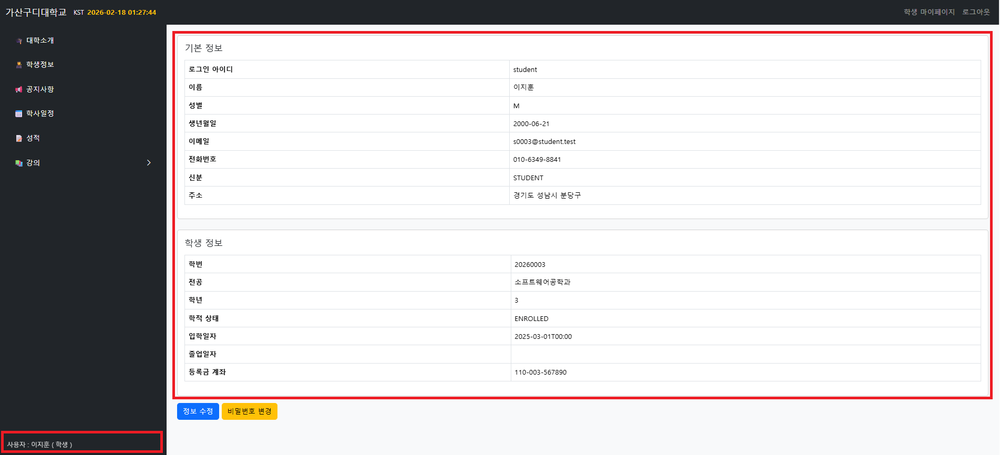 가산구디대학교 KST 2026-02-18 01:27:44 학생 마이페이지 로그아웃
대학소개
학생정보
공지사항
학사일정
성적
강의
기본 정보
로그인 아이디 student
이름 이지훈
성별 M
생년월일 2000-06-21
이메일 s0003@student.test
전화번호 010-6349-8841
신분 STUDENT
주소 경기도 성남시 분당구
학생 정보
학번 20260003
전공 소프트웨어공학과
학년 3
학적 상태 ENROLLED
입학일자 2025-03-01T00:00
졸업일자
등록금 계좌 110-003-567890
정보 수정 비밀번호 변경
사용자 : 이지훈 ( 학생 )